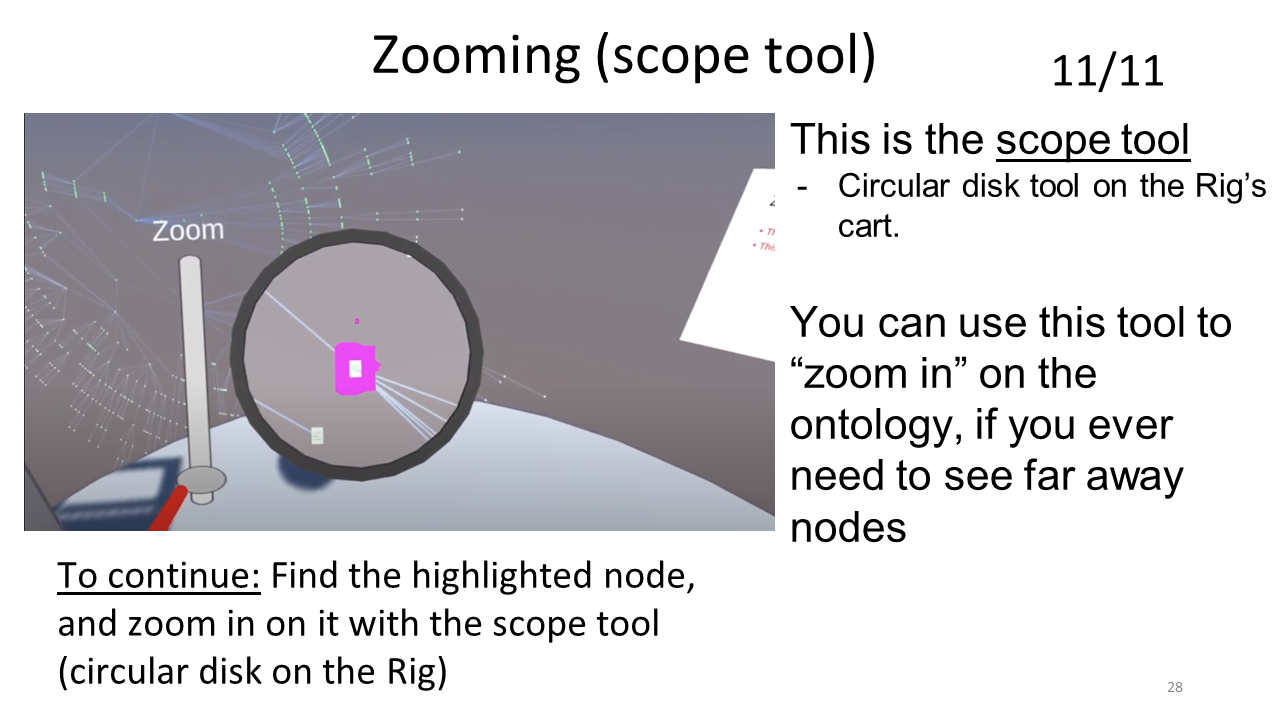 Zooming (scope tool)
11/11
Zoom
This is the scope tool
- Circular disk tool on the Rig’s
cart.
You can use this tool to
“zoom in” on the
ontology, if you ever
need to see far away
nodes
To continue: Find the highlighted node,
and zoom in on it with the scope tool
(circular disk on the Rig)
28